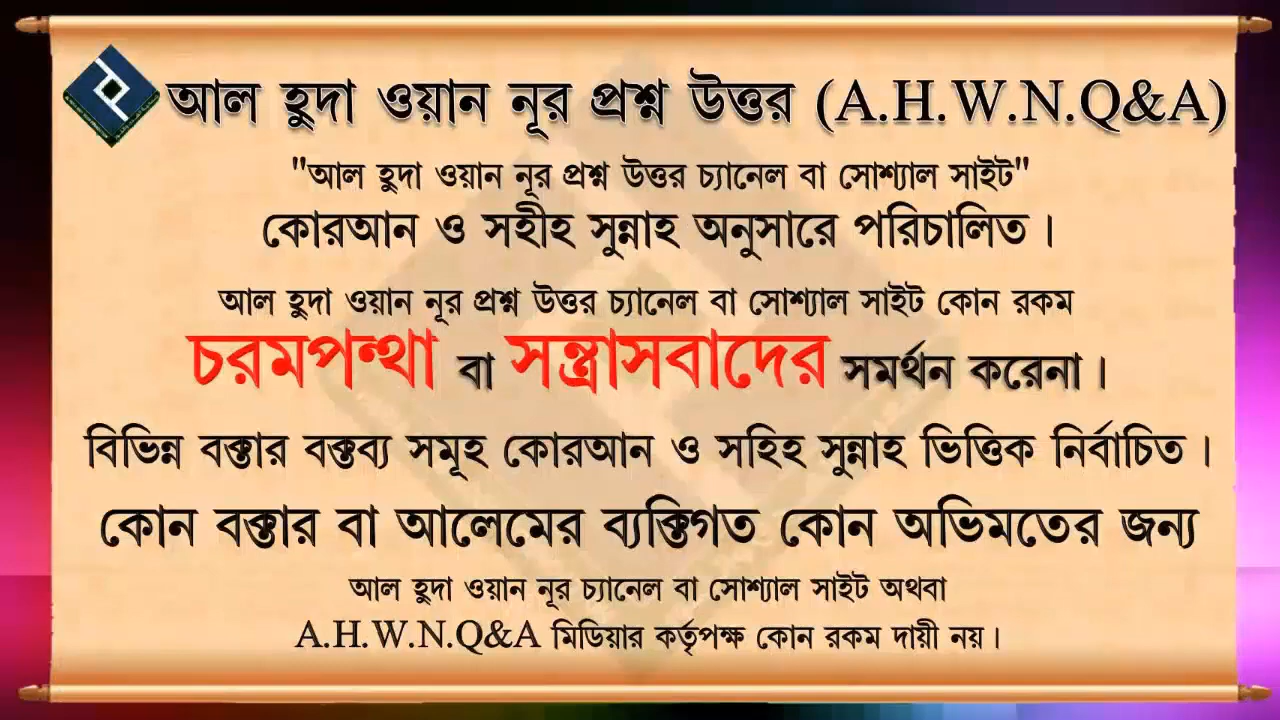 আল হুদা ওয়ান নূর প্রশ্ন উত্তর (A.H.W.N.Q&A)
"আল হুদা ওয়ান নূর প্রশ্ন উত্তর চ্যানেল বা সোশ্যাল সাইট"
কোরআন ও সহীহ সুন্নাহ অনুসারে পরিচালিত ।
আল হুদা ওয়ান নূর প্রশ্ন উত্তর চ্যানেল বা সোশ্যাল সাইট কোন রকম
চরমপন্থা বা সন্ত্রাসবাদের সমর্থন করেনা ।
বিভিন্ন বক্তার বক্তব্য সমূহ কোরআন ও সহিহ সুন্নাহ ভিত্তিক নির্বাচিত ।
কোন বক্তার বা আলেমের ব্যক্তিগত কোন অভিমতের জন্য
আল হুদা ওয়ান নূর চ্যানেল বা সোশ্যাল সাইট অথবা
A.H.W.N.Q&A মিডিয়ার কর্তৃপক্ষ কোন রকম দায়ী নয় ।